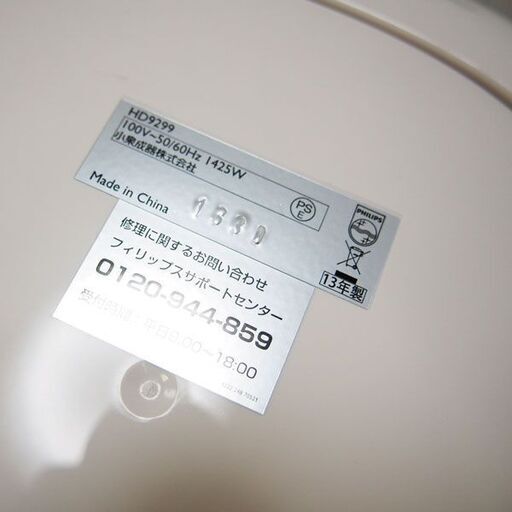 HD9299
100V~50/60Hz 1425W
小泉成器株式会社
Made in China
1330
PS
E
PHILIPS
13年製
修理に関するお問い合わせ
フィリップスサポートセンター
0120-944-859
受付時間：平日9:00～18:00